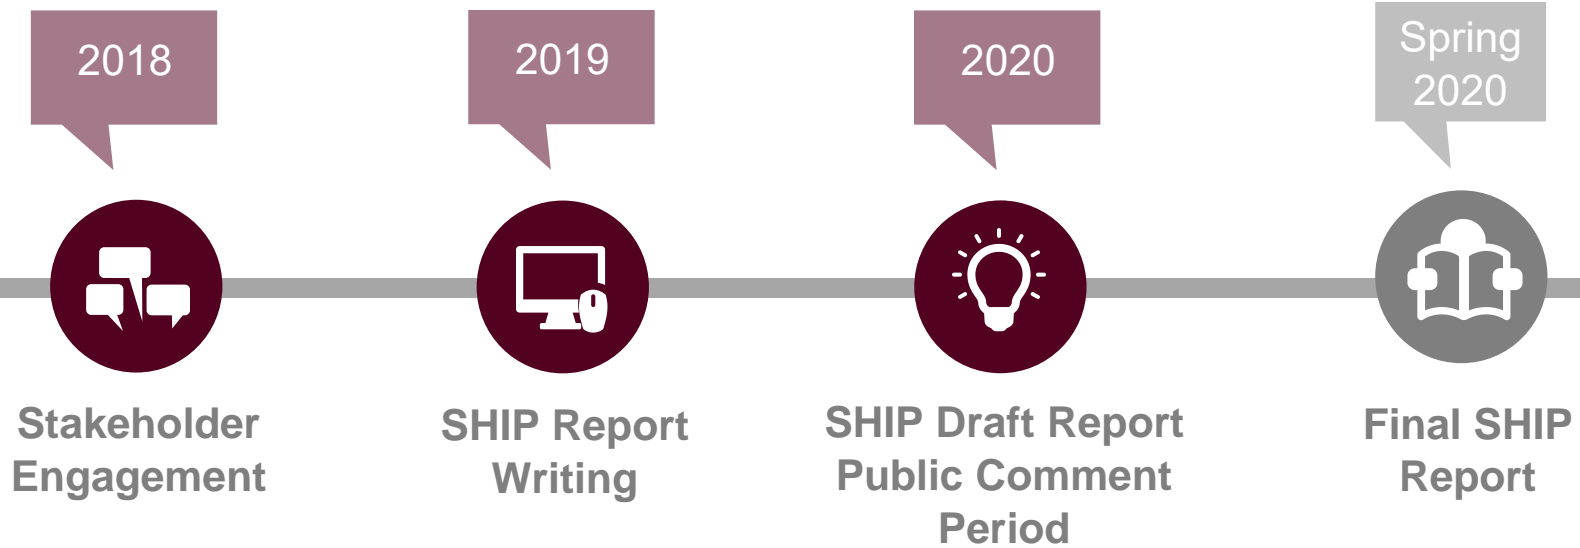 2018
2019
2020
Spring
2020
Stakeholder
Engagement
SHIP Report
Writing
SHIP Draft Report
Public Comment
Period
Final SHIP
Report